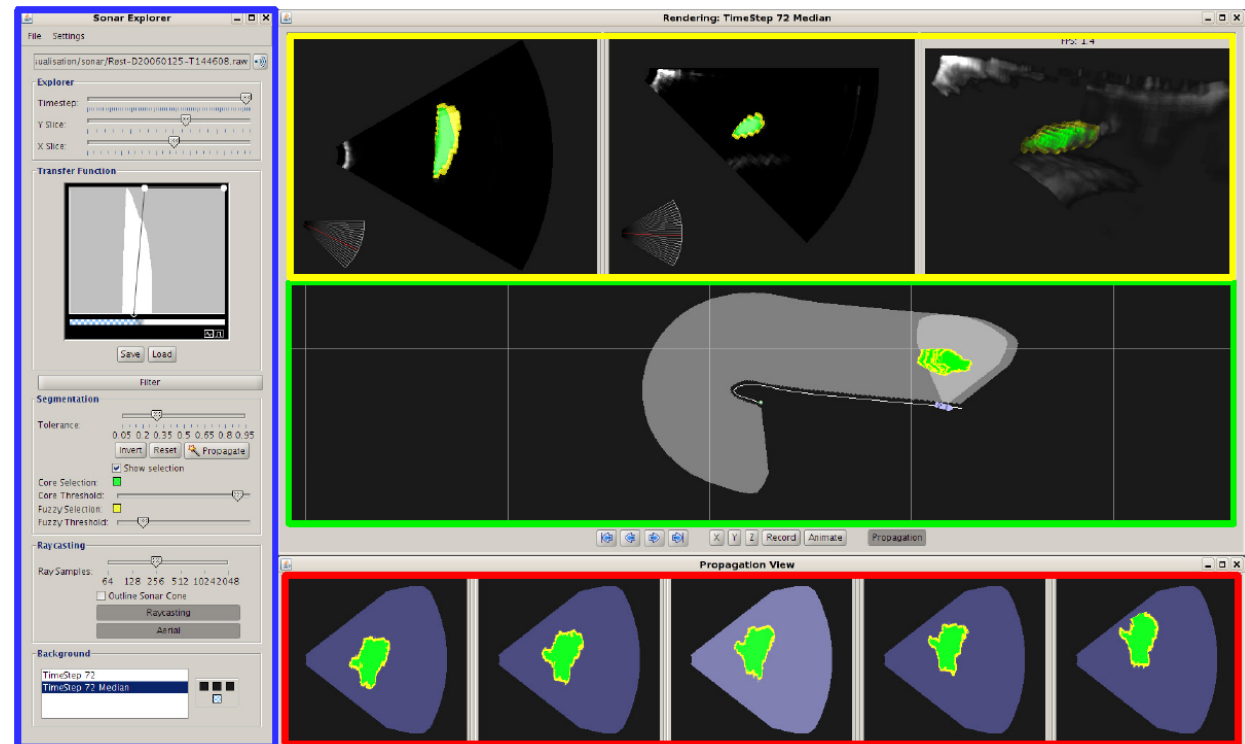 Sonar Explorer
File Settings
ualisation/sonar/Rest-D20060125-T144608.raw
Explorer
Timestep:
Y Slice:
X Slice:
Transfer Function
Save Load
Filter
Segmentation
Tolerance:
0.05 0.2 0.35 0.5 0.65 0.8 0.95
Invert Reset Propagate
Show selection
Core Selection:
Core Threshold:
Fuzzy Selection:
Fuzzy Threshold:
Raycasting
Ray Samples:
64 128 256 512 1024 2048
Outline Sonar Cone
Raycasting
Aerial
Background
TimeStep 72
TimeStep 72 Median
Rendering: TimeStep 72 Median
FPS: 1.4
X Y Z Record Animate Propagation
Propagation View